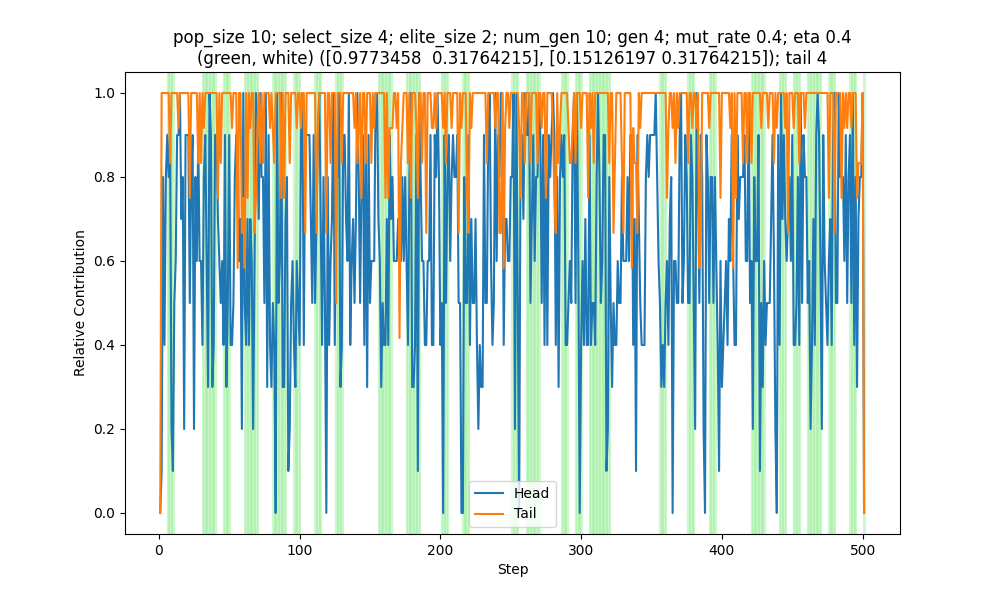 pop_size 10; select_size 4; elite_size 2; num_gen 10; gen 4; mut_rate 0.4; eta 0.4
(green, white) ([0.9773458  0.31764215], [0.15126197 0.31764215]); tail 4
1.0
0.8
0.6
0.4
0.2
0.0
Relative Contribution
Head
Tail
0
100
200
300
400
500
Step